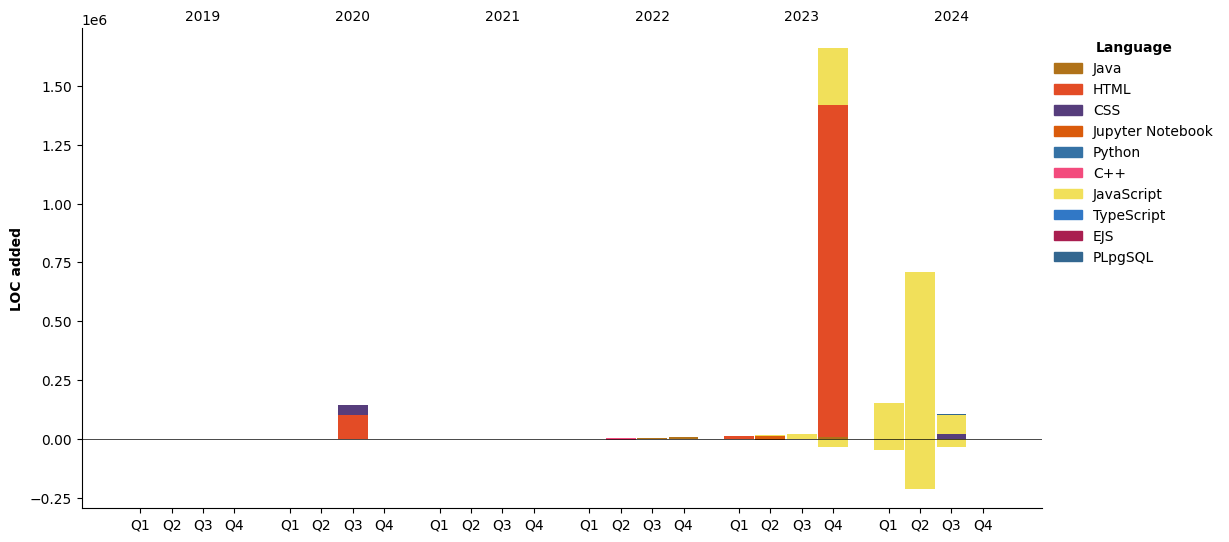 2019 2020 2021 2022 2023 2024
1e6
Language
Java
HTML
CSS
Jupyter Notebook
Python
C++
JavaScript
TypeScript
EJS
PLpgSQL
LOC added
1.50
1.25
1.00
0.75
0.50
0.25
0.00
−0.25
Q1 Q2 Q3 Q4 Q1 Q2 Q3 Q4 Q1 Q2 Q3 Q4 Q1 Q2 Q3 Q4 Q1 Q2 Q3 Q4 Q1 Q2 Q3 Q4